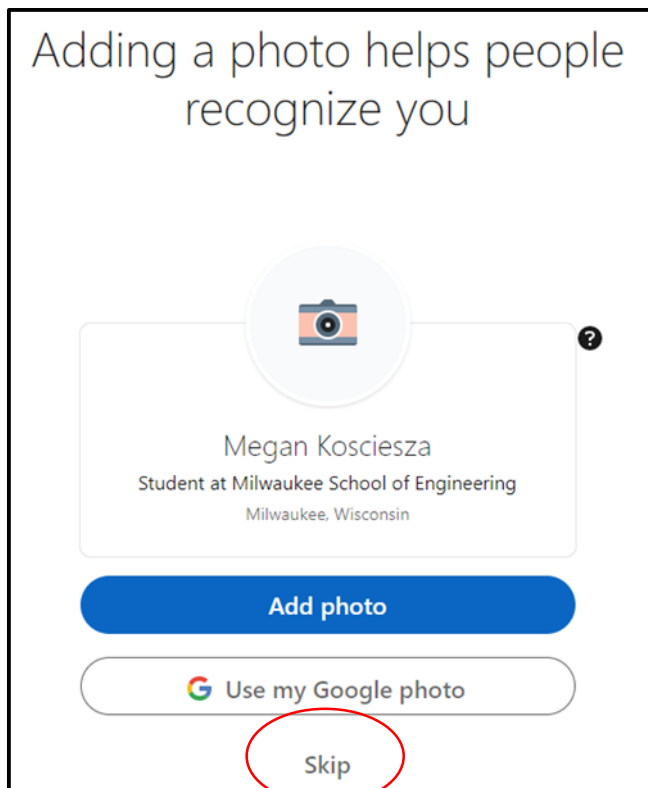 Adding a photo helps people
recognize you
?
Megan Kosciesza
Student at Milwaukee School of Engineering
Milwaukee, Wisconsin
Add photo
G Use my Google photo
Skip